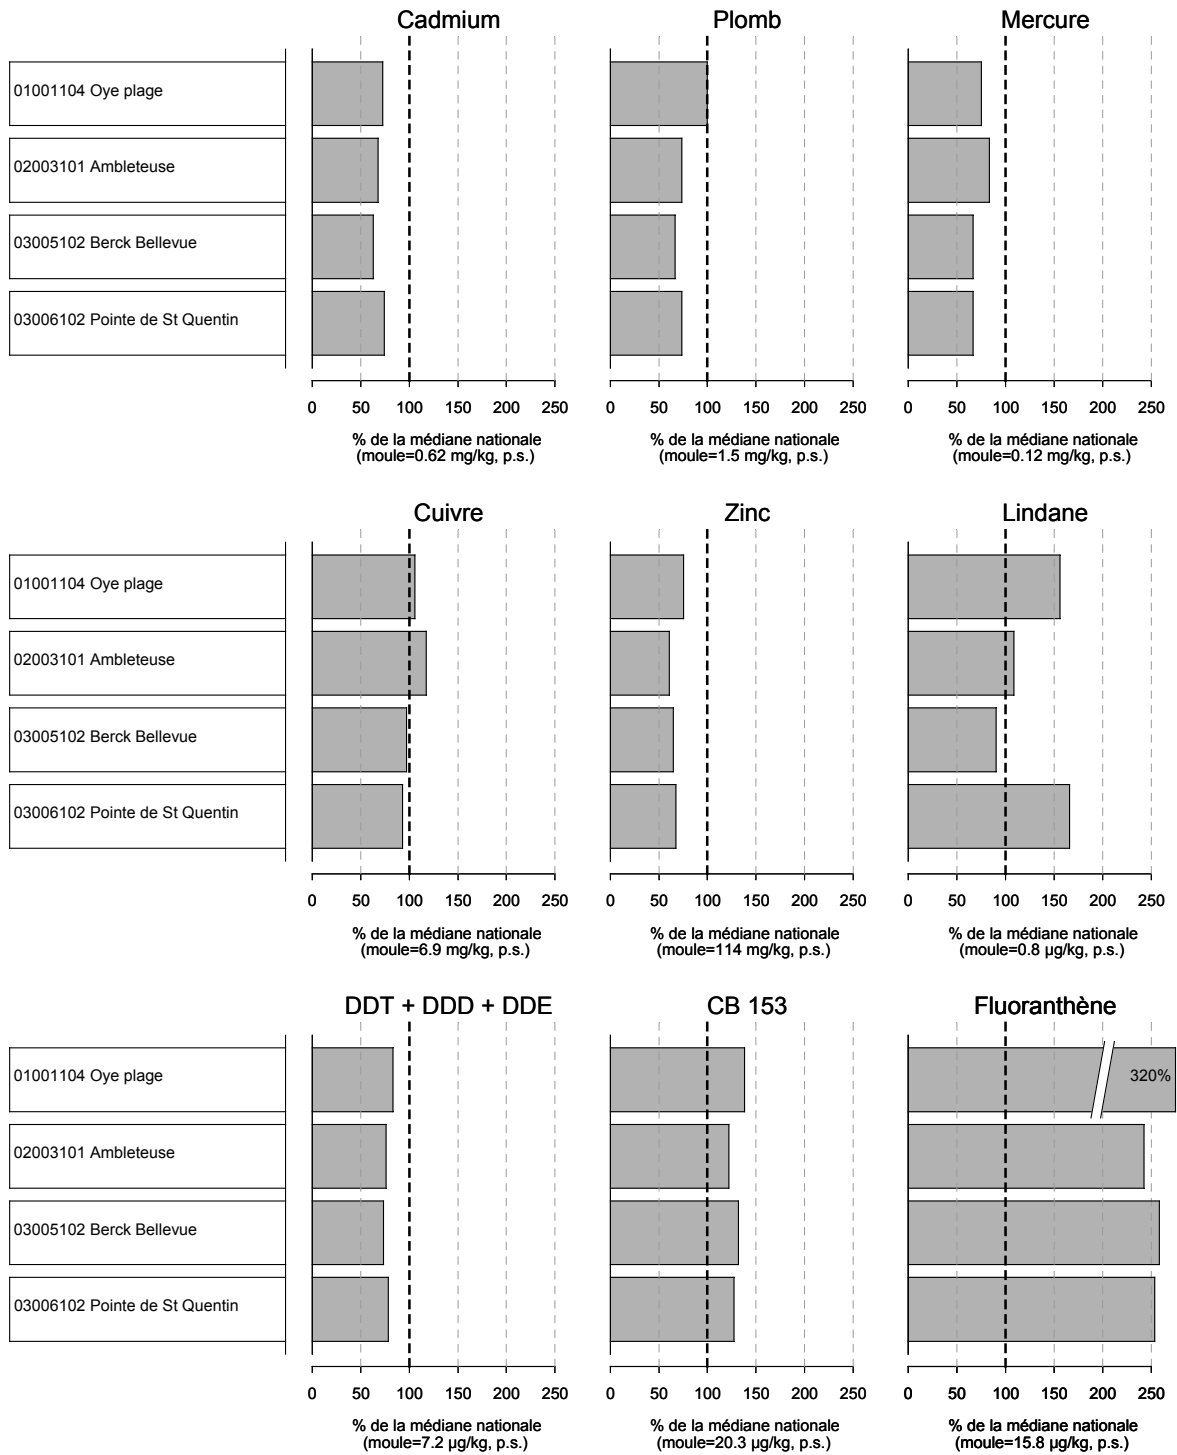 Cadmium Plomb Mercure
01001104 Oye plage
02003101 Ambleteuse
03005102 Berck Bellevue
03006102 Pointe de St Quentin
0 50 100 150 200 250 0 50 100 150 200 250 0 50 100 150 200 250
% de la médiane nationale % de la médiane nationale % de la médiane nationale
(moule=0.62 mg/kg, p.s.) (moule=1.5 mg/kg, p.s.) (moule=0.12 mg/kg, p.s.)
Cuivre Zinc Lindane
01001104 Oye plage
02003101 Ambleteuse
03005102 Berck Bellevue
03006102 Pointe de St Quentin
0 50 100 150 200 250 0 50 100 150 200 250 0 50 100 150 200 250
% de la médiane nationale % de la médiane nationale % de la médiane nationale
(moule=6.9 mg/kg, p.s.) (moule=114 mg/kg, p.s.) (moule=0.8 µg/kg, p.s.)
DDT + DDD + DDE CB 153 Fluoranthène
01001104 Oye plage 320%
02003101 Ambleteuse
03005102 Berck Bellevue
03006102 Pointe de St Quentin
0 50 100 150 200 250 0 50 100 150 200 250 0 50 100 150 200 250
% de la médiane nationale % de la médiane nationale % de la médiane nationale
(moule=7.2 µg/kg, p.s.) (moule=20.3 µg/kg, p.s.) (moule=15.8 µg/kg, p.s.)